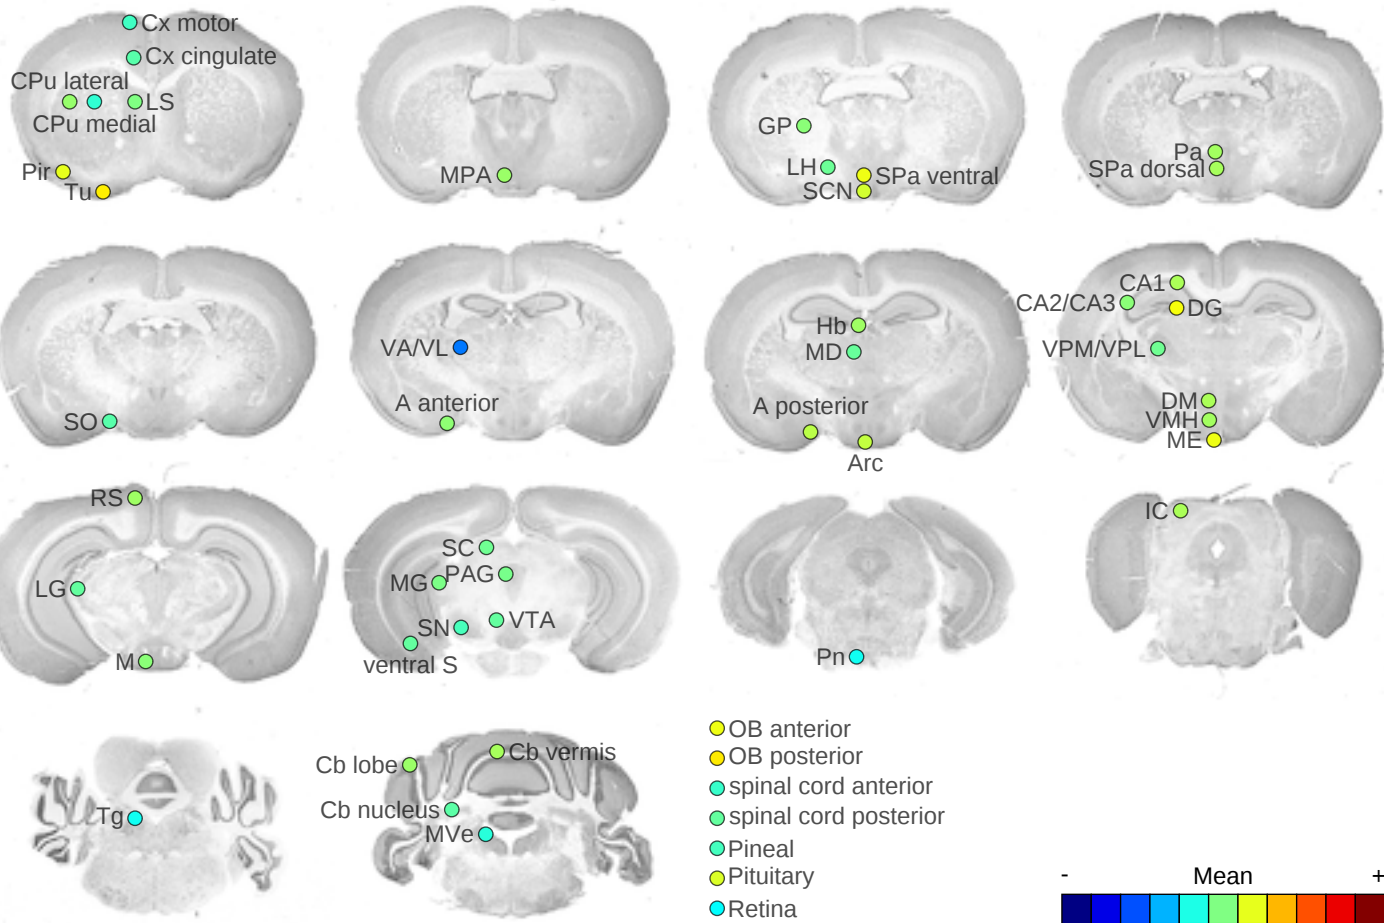 Cx motor
Cx cingulate
CPu lateral
LS
CPu medial
Pir
Tu
MPA
GP
LH
SPa ventral
SCN
Pa
SPa dorsal
SO
VA/VL
A anterior
Hb
MD
A posterior
Arc
CA1
CA2/CA3
DG
VPM/VPL
DM
VMH
ME
RS
LG
M
SC
MG
PAG
SN
VTA
ventral S
Pn
IC
Tg
Cb lobe
Cb vermis
Cb nucleus
MVe
OB anterior
OB posterior
spinal cord anterior
spinal cord posterior
Pineal
Pituitary
Retina
- Mean +